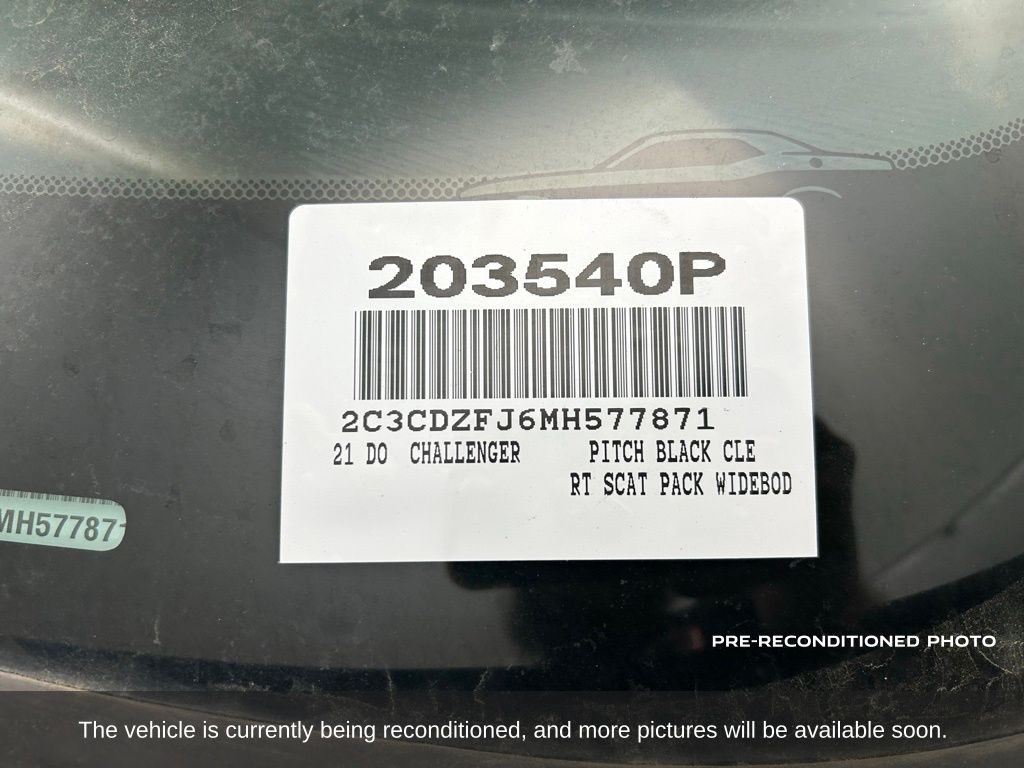 203540P
2C3CDZFJ6MH577871
21 DO CHALLENGER PITCH BLACK CLE
RT SCAT PACK WIDEBOD
MH57787
PRE-RECONDITIONED PHOTO
The vehicle is currently being reconditioned, and more pictures will be available soon.